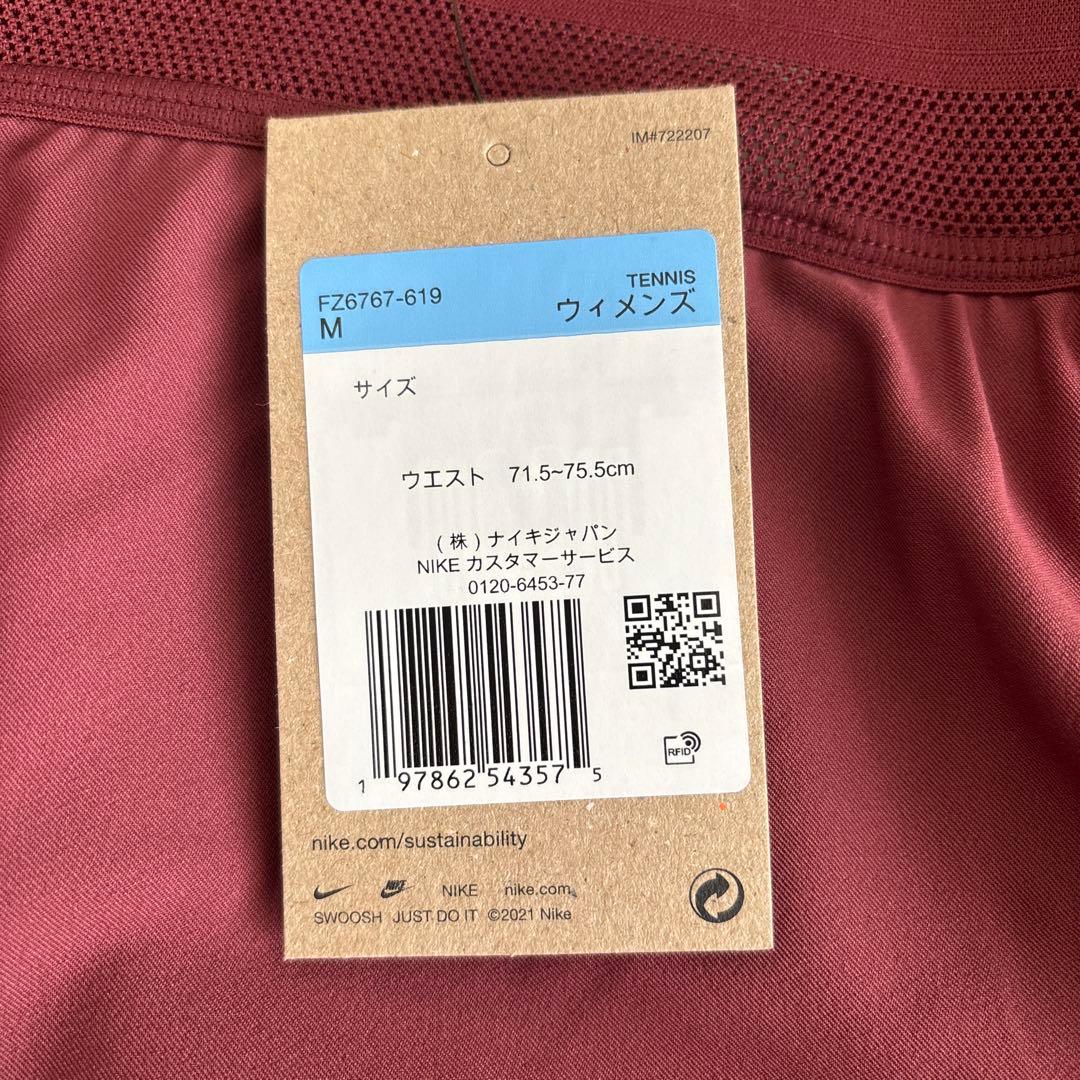 IM#722207
FZ6767-619
TENNIS
M
ウィメンズ
サイズ
ウエスト 71.5~75.5cm
(株)ナイキジャパン
NIKE カスタマーサービス
0120-6453-77
RFID
1 97862 54357 5
nike.com/sustainability
NIKE NIKE nike.com
SWOOSH JUST DO IT ©2021 Nike